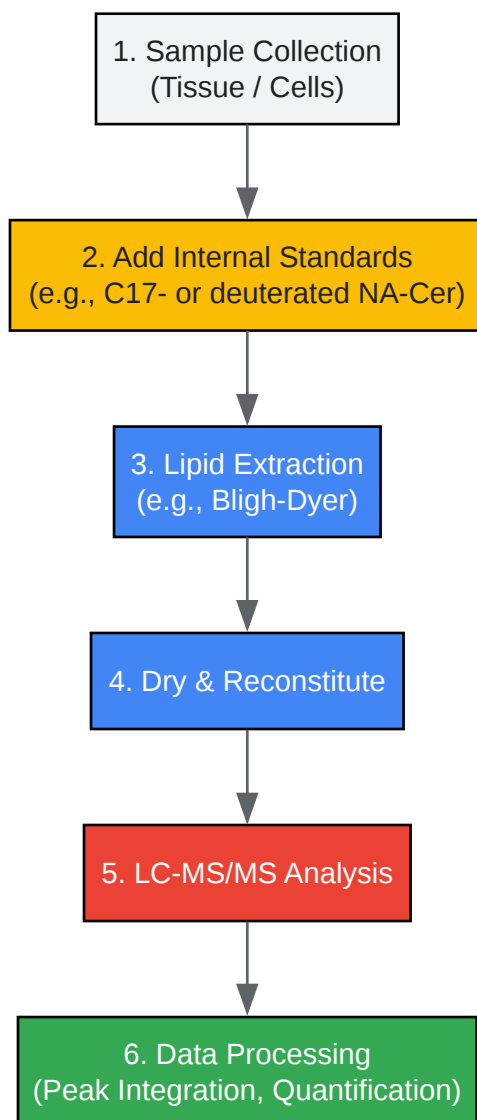 1. Sample Collection
(Tissue / Cells)
2. Add Internal Standards
(e.g., C17- or deuterated NA-Cer)
3. Lipid Extraction
(e.g., Bligh-Dyer)
4. Dry & Reconstitute
5. LC-MS/MS Analysis
6. Data Processing
(Peak Integration, Quantification)